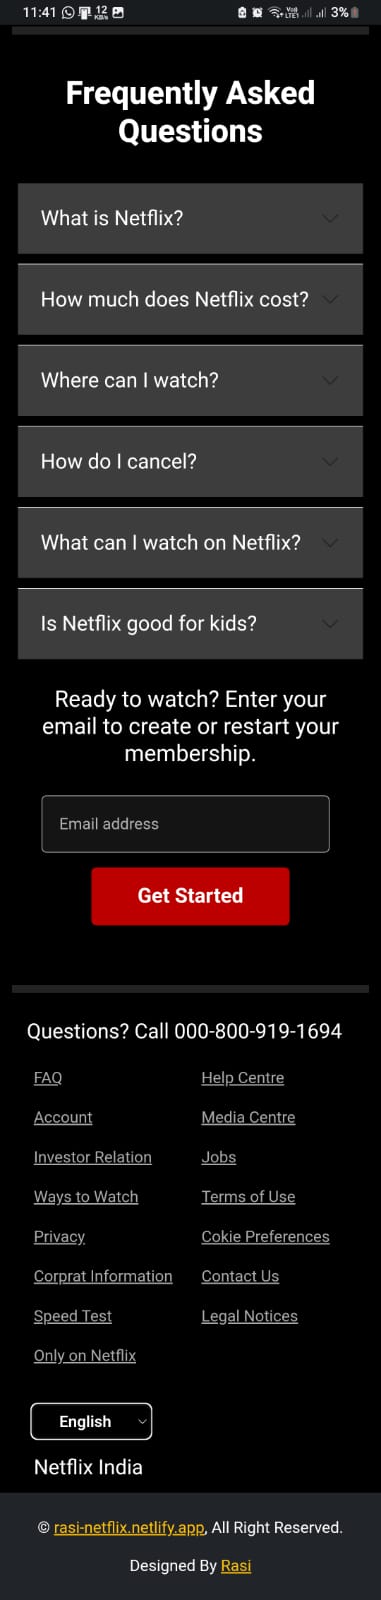 11:41 12 KB/s Vo) LTE1 3%
Frequently Asked
Questions
What is Netflix?
How much does Netflix cost?
Where can I watch?
How do I cancel?
What can I watch on Netflix?
Is Netflix good for kids?
Ready to watch? Enter your
email to create or restart your
membership.
Email address
Get Started
Questions? Call 000-800-919-1694
FAQ Help Centre
Account Media Centre
Investor Relation Jobs
Ways to Watch Terms of Use
Privacy Cokie Preferences
Corprat Information Contact Us
Speed Test Legal Notices
Only on Netflix
English
Netflix India
© rasi-netflix.netlify.app, All Right Reserved.
Designed By Rasi